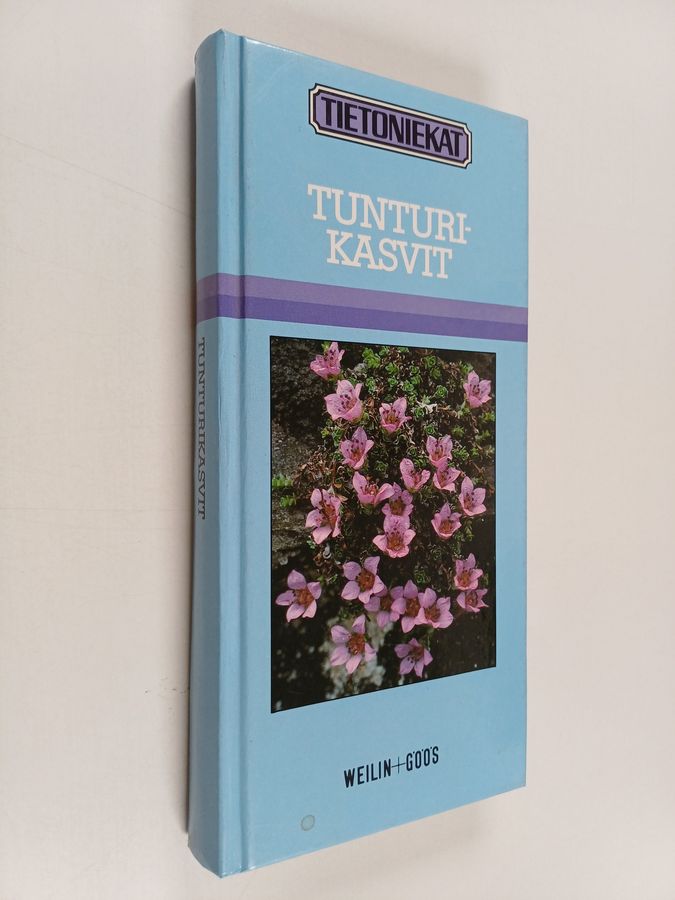 TIETONIEKAT
TUNTURI-
KASVIT
TUNTURIKASVIT
WEILIN+GÖÖS